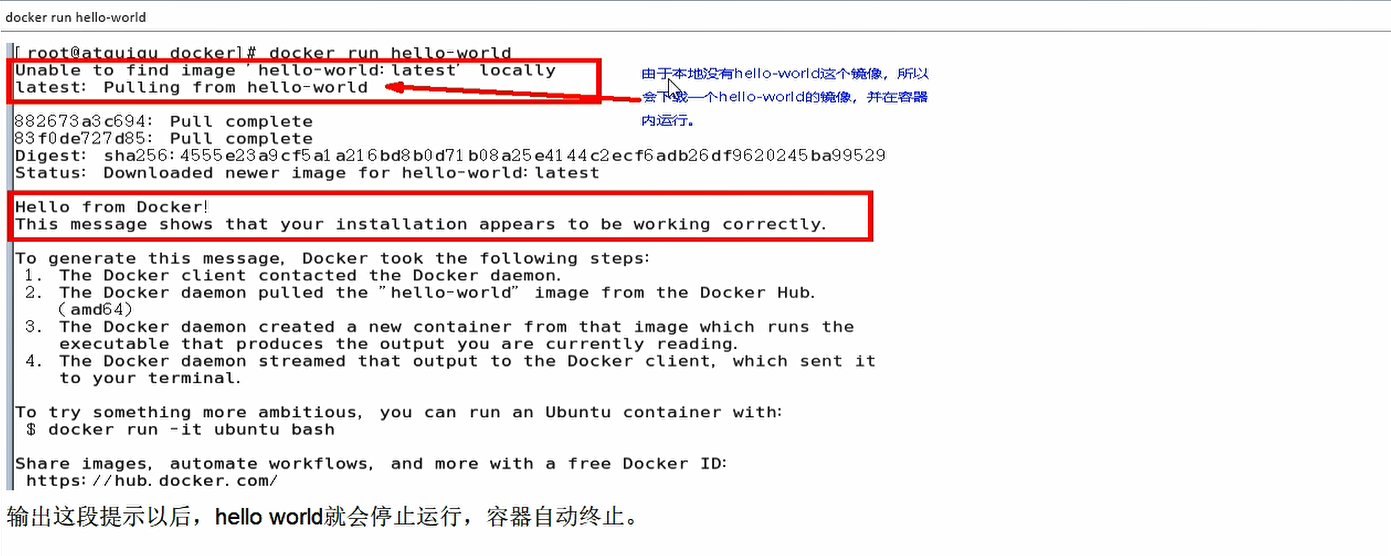 docker run hello-world
[root@atguigu docker]# docker run hello-world
Unable to find image 'hello-world:latest' locally
latest: Pulling from hello-world
由于本地没有hello-world这个镜像，所以
会下载一个hello-world的镜像，并在容器
内运行。
882673a3c694: Pull complete
83f0de727d85: Pull complete
Digest: sha256:4555e23a9cf5a1a216bd8b0d71b08a25e4144c2ecf6adb26df9620245ba99529
Status: Downloaded newer image for hello-world:latest
Hello from Docker!
This message shows that your installation appears to be working correctly.
To generate this message, Docker took the following steps:
1. The Docker client contacted the Docker daemon.
2. The Docker daemon pulled the "hello-world" image from the Docker Hub.
(amd64)
3. The Docker daemon created a new container from that image which runs the
executable that produces the output you are currently reading.
4. The Docker daemon streamed that output to the Docker client, which sent it
to your terminal.
To try something more ambitious, you can run an Ubuntu container with:
$ docker run -it ubuntu bash
Share images, automate workflows, and more with a free Docker ID:
https://hub.docker.com/
输出这段提示以后，hello world就会停止运行，容器自动终止。